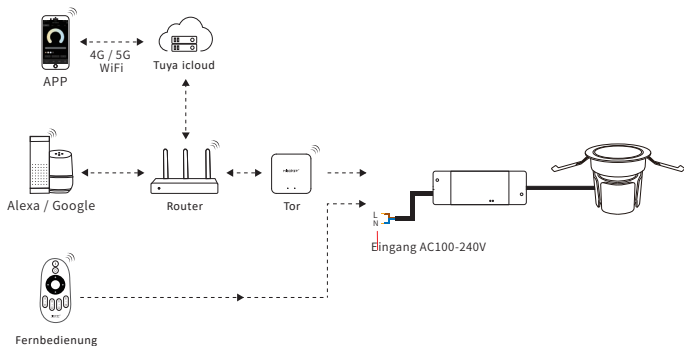 4G / 5G
WiFi
APP
Tuya icloud
Alexa / Google
Router
Tor
L
N
Eingang AC100-240V
Fernbedienung